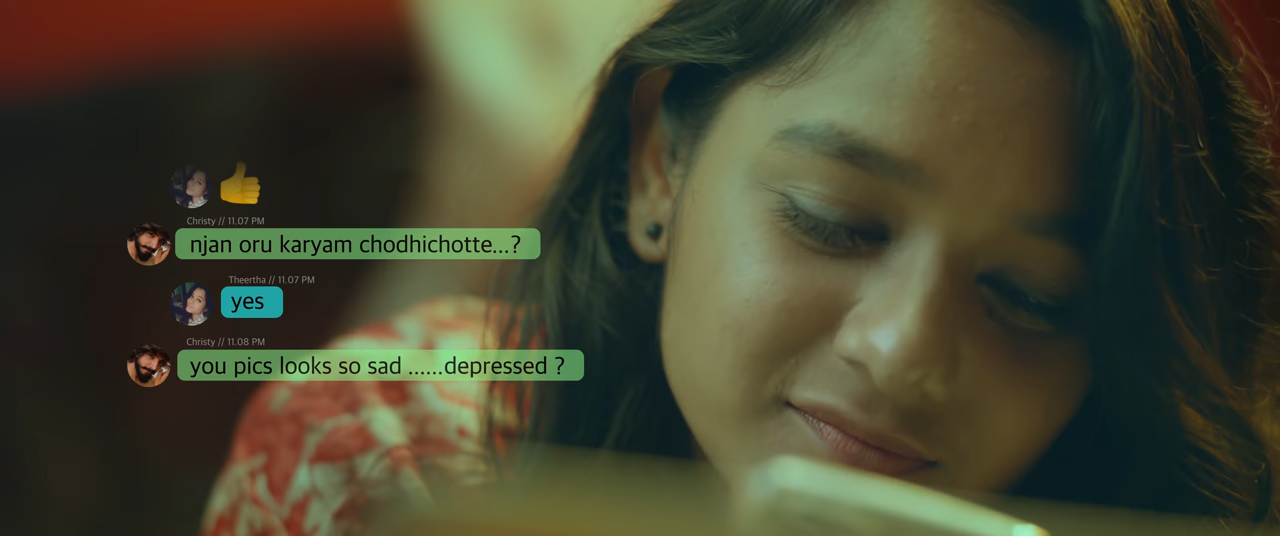 👍
Christy // 11.07 PM
njan oru karyam chodhichotte...?
Theertha // 11.07 PM
yes
Christy // 11.08 PM
you pics looks so sad ......depressed ?